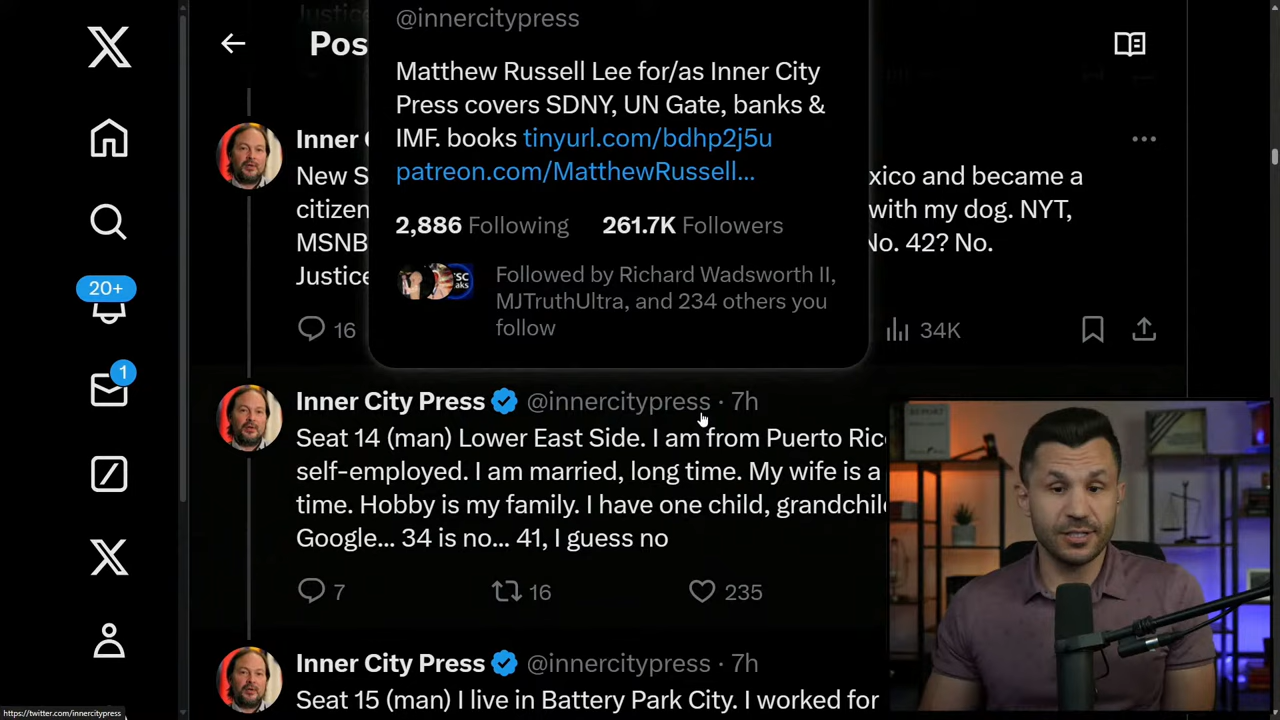 Justice
@innercitypress
Pos
Matthew Russell Lee for/as Inner City
Press covers SDNY, UN Gate, banks &
IMF. books tinyurl.com/bdhp2j5u
patreon.com/MatthewRussell...
2,886 Following 261.7K Followers
Followed by Richard Wadsworth II,
MJTruthUltra, and 234 others you
follow
Inner C
New S xico and became a
citizen with my dog. NYT,
MSNB No. 42? No.
Justice
16 34K
20+
1
Inner City Press @innercitypress · 7h
Seat 14 (man) Lower East Side. I am from Puerto Rico
self-employed. I am married, long time. My wife is a
time. Hobby is my family. I have one child, grandchild
Google... 34 is no... 41, I guess no
7 16 235
Inner City Press @innercitypress · 7h
Seat 15 (man) I live in Battery Park City. I worked for
https://twitter.com/innercitypress